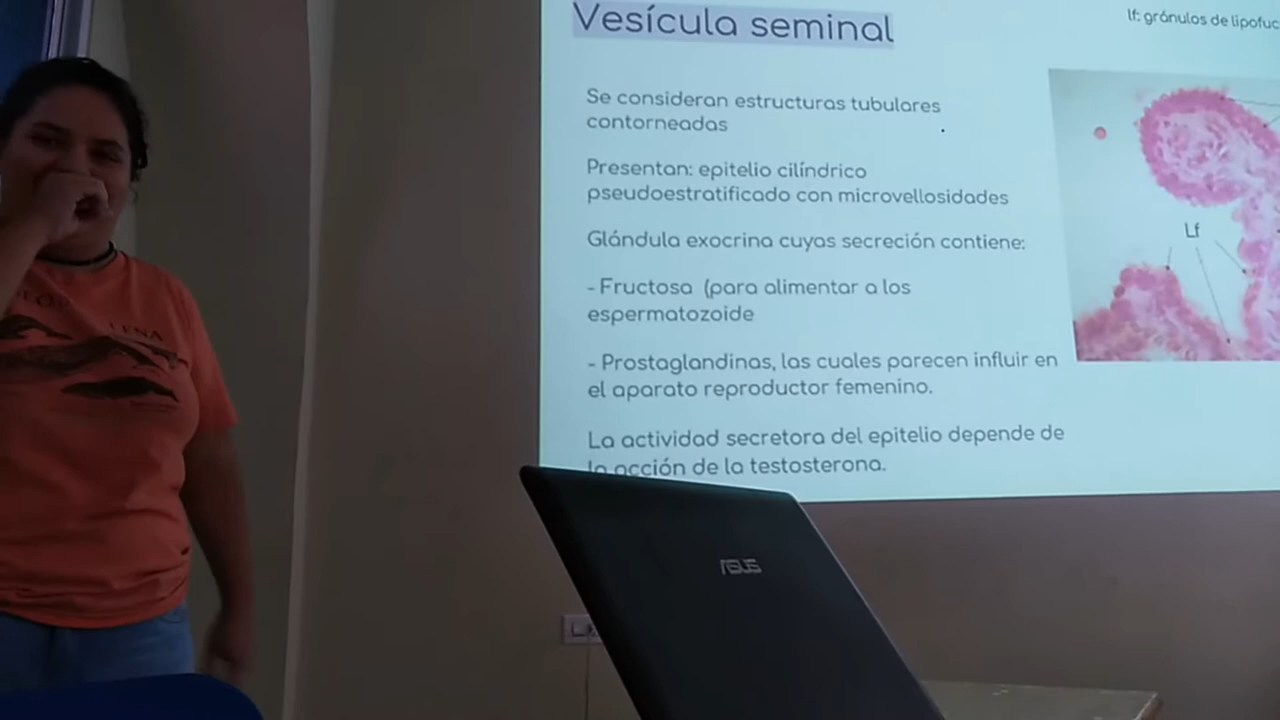 Vesícula seminal
lf: gránulos de
Se consideran estructuras tubulares
contorneadas
Presentan: epitelio cilíndrico
pseudoestratificado con microvellosidades
Glándula exocrina cuyas secreción contiene:
- Fructosa (para alimentar a los
espermatozoide
- Prostaglandinas, las cuales parecen influir en
el aparato reproductor femenino.
La actividad secretora del epitelio depende de
la acción de la testosterona.
Lf
ASUS